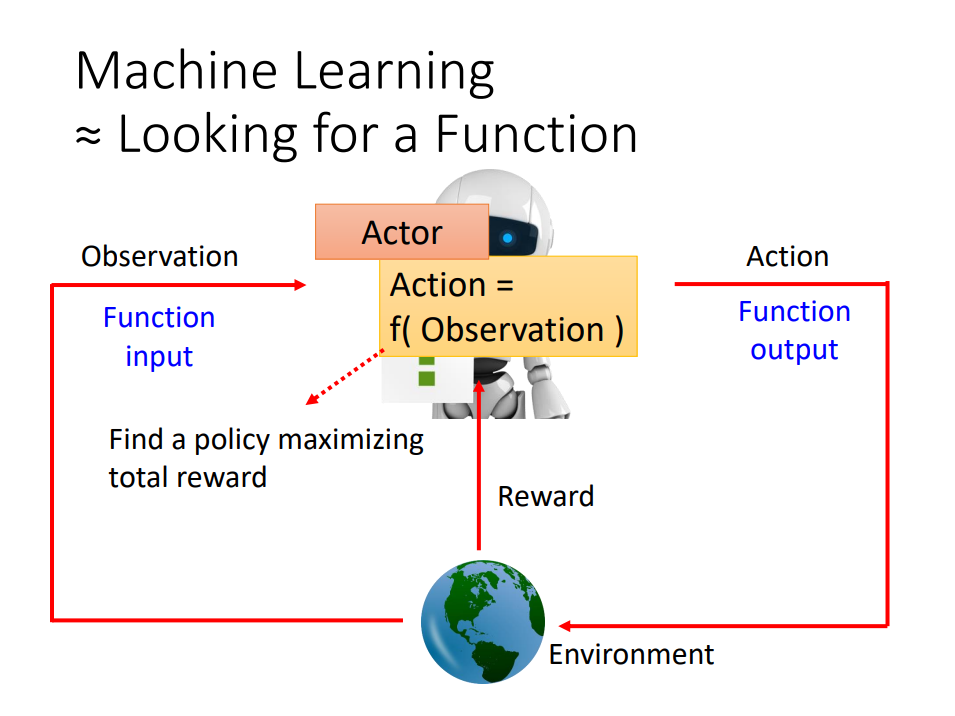 Machine Learning
≈ Looking for a Function
Actor
Observation
Action
Action =
f( Observation )
Function
input
Function
output
Find a policy maximizing
total reward
Reward
Environment